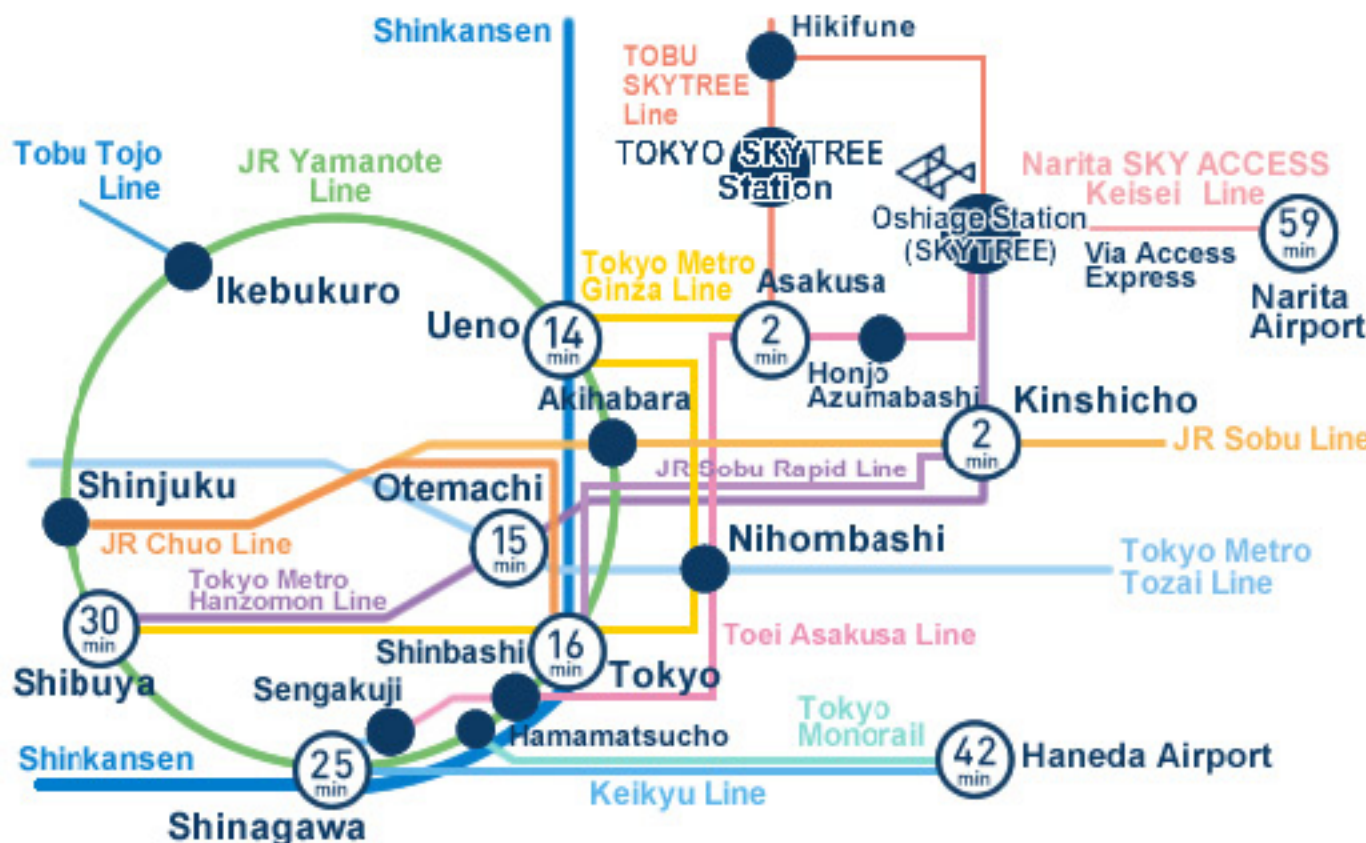 Shinkansen
Hikifune
TOBU
SKYTREE
Line
TOKYO SKYTREE
Station
Tobu Tojo
Line
JR Yamanote
Line
Narita SKY ACCESS
Keisei Line
Oshiage Station
(SKYTREE)
59
min
Via Access
Express
Narita
Airport
Ikebukuro
Tokyo Metro
Ginza Line
Asakusa
Ueno
14
min
2
min
Honjo
Azumabashi
Akihabara
Kinshicho
2
min
JR Sobu Line
JR Sobu Rapid Line
Shinjuku
Otemachi
JR Chuo Line
15
min
Nihombashi
Tokyo Metro
Tozai Line
Tokyo Metro
Hanzomon Line
30
min
Shibuya
Toei Asakusa Line
Shinbashi
16
min
Tokyo
Sengakuji
Hamamatsucho
Tokyo
Monorail
Shinkansen
25
min
Shinagawa
Keikyu Line
42
min
Haneda Airport